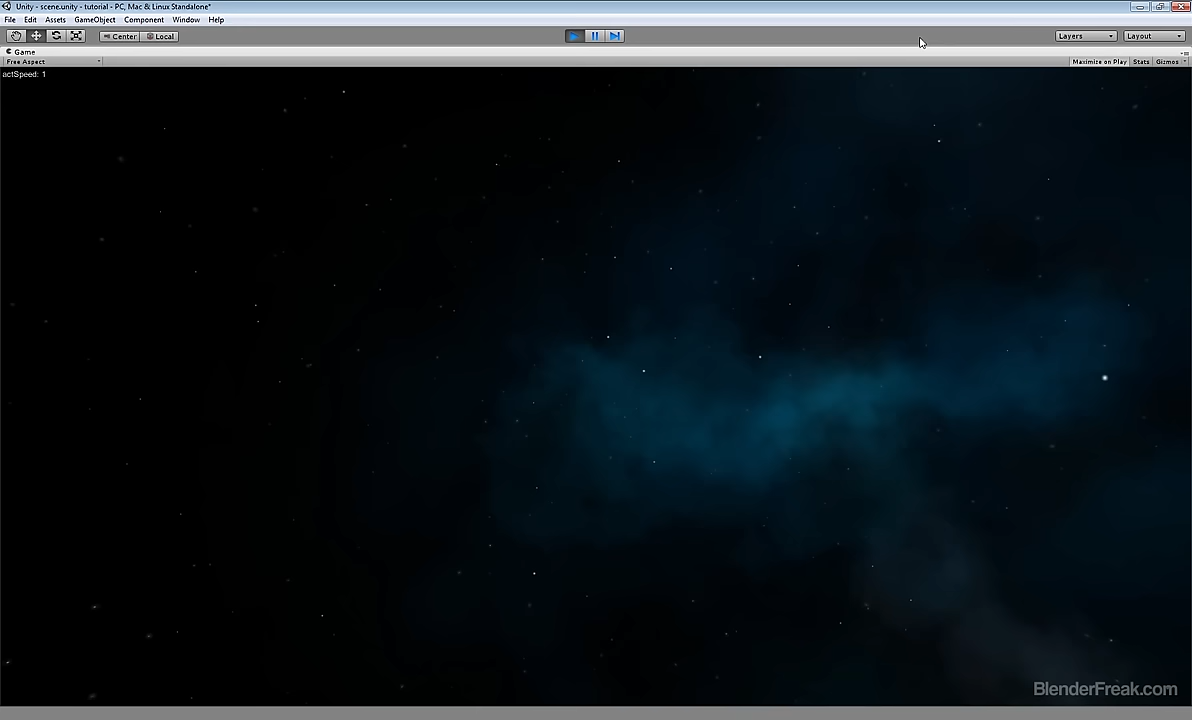 Unity - scene.unity - tutorial - PC, Mac & Linux Standalone*
File Edit Assets GameObject Component Window Help
Center Local Layers Layout
Game
Free Aspect Maximize on Play Stats Gizmos
actSpeed: 1
BlenderFreak.com